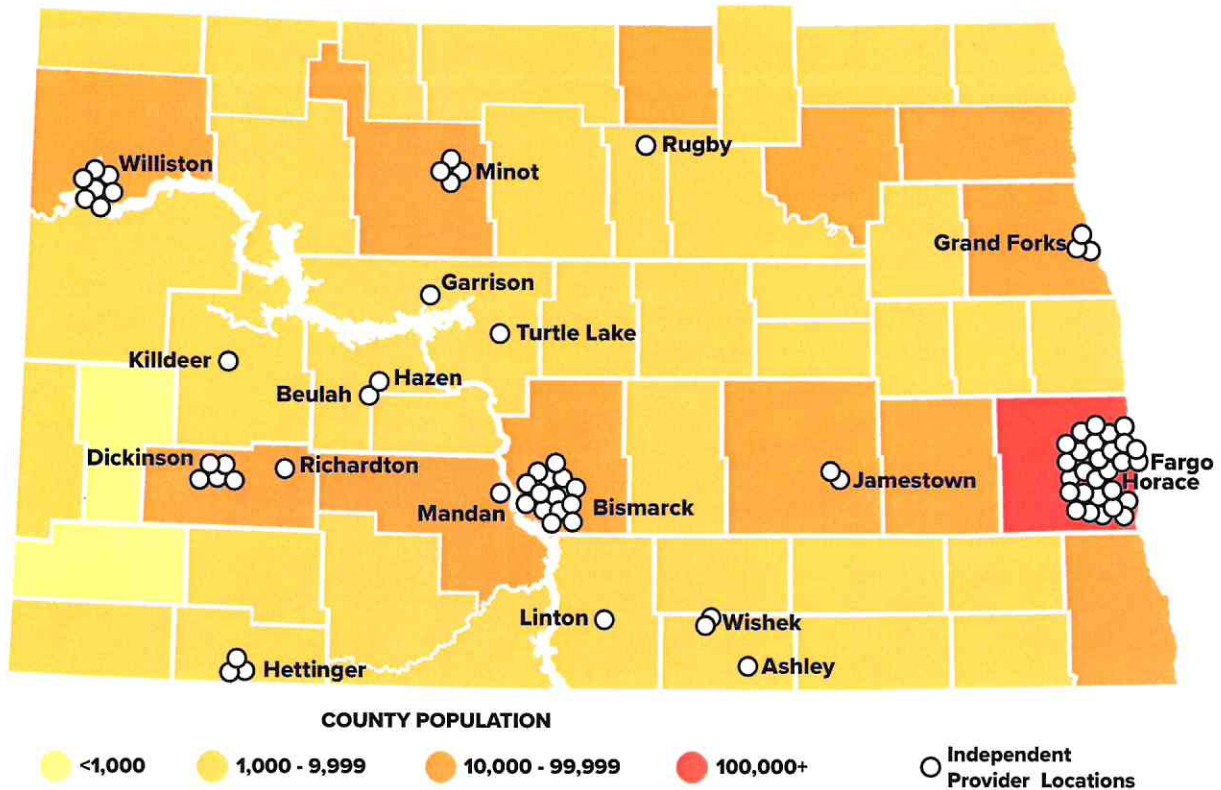 Rugby
Williston
Minot
Grand Forks
Garrison
Turtle Lake
Killdeer
Hazen
Beulah
Dickinson
Richardton
Fargo
Horace
Jamestown
Mandan
Bismarck
Linton
Wishek
Ashley
Hettinger
COUNTY POPULATION
<1,000
1,000 - 9,999
10,000 - 99,999
100,000+
Independent
Provider Locations